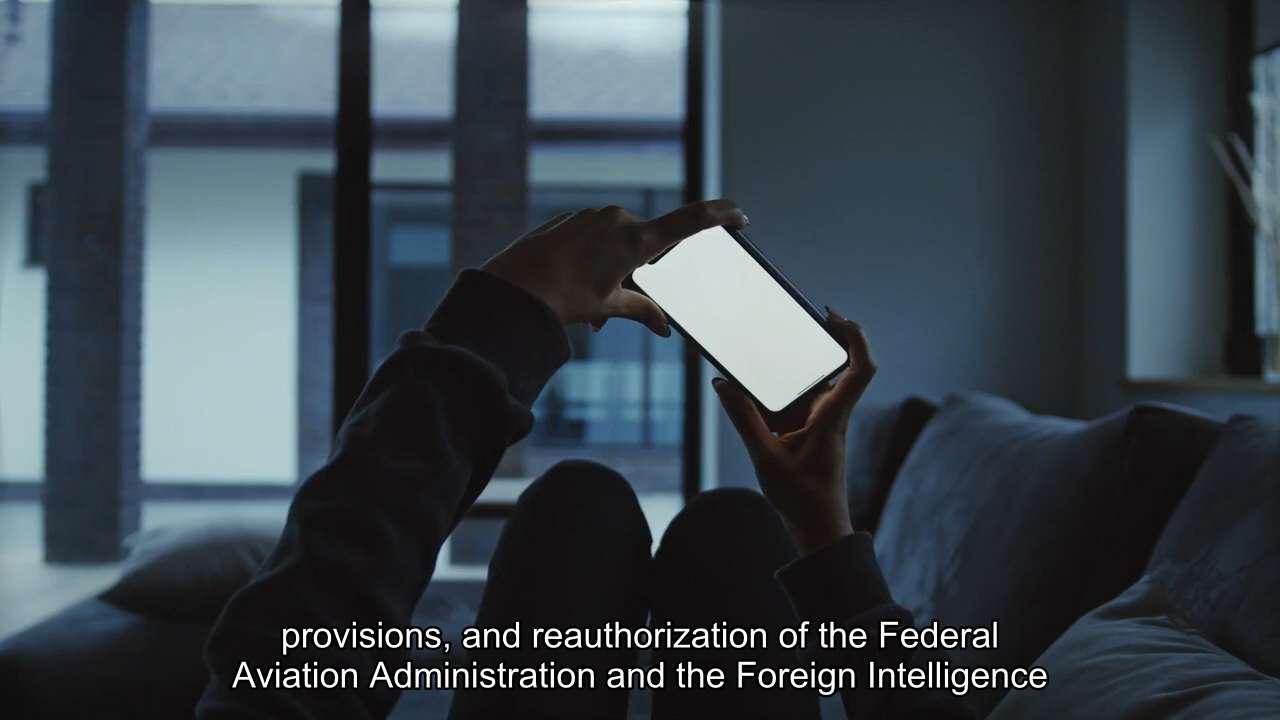 provisions, and reauthorization of the Federal
Aviation Administration and the Foreign Intelligence